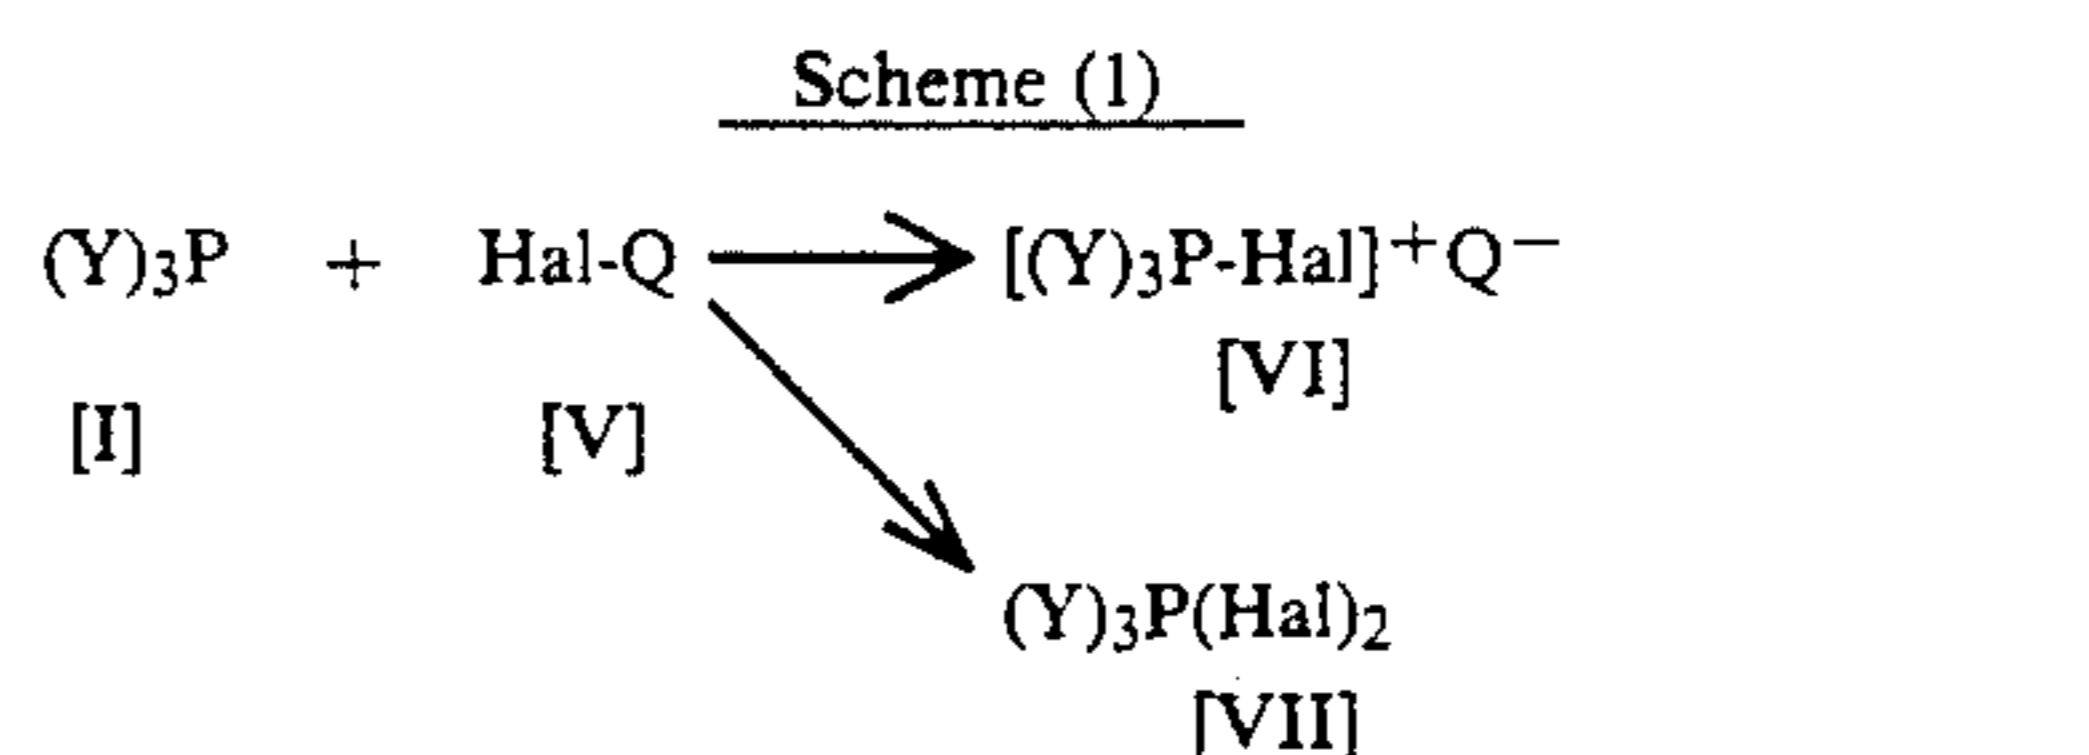 Scheme (1)
(Y)₃P + Hal-Q [(Y)₃P-Hal]⁺Q⁻
[VI]
[I] [V]
(Y)₃P(Hal)₂
[VII]